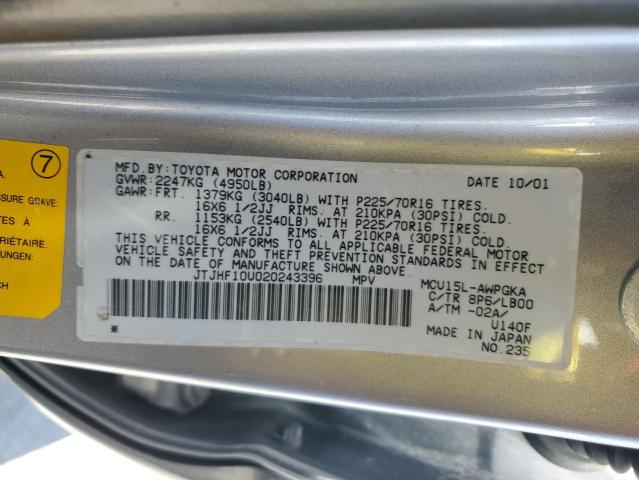 7
A.
SSURE GRAVE.
TES À
PRIÉTAIRE.
CH
MFD. BY: TOYOTA MOTOR CORPORATION DATE 10/01
GVWR: 2247KG (4950LB)
GAWR: FRT. 1379KG (3040LB) WITH P225/70R16 TIRES.
16X6 1/2JJ RIMS. AT 210KPA (30PSI) COLD.
RR. 1153KG (2540LB) WITH P225/70R16 TIRES.
16X6 1/2JJ RIMS. AT 210KPA (30PSI) COLD.
THIS VEHICLE CONFORMS TO ALL APPLICABLE FEDERAL MOTOR
VEHICLE SAFETY AND THEFT PREVENTION STANDARDS IN EFFECT
ON THE DATE OF MANUFACTURE SHOWN ABOVE.
JTJHF10U020243396 MPV
MCU15L-AWPGKA
C/TR 8P6/LB00
A/TM -02A/
U140F
MADE IN JAPAN
NO.235